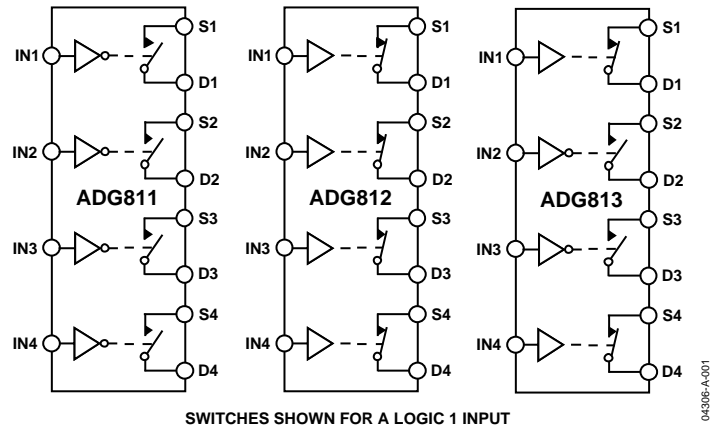 S1
IN1
D1
S2
IN2
D2
ADG811
S3
IN3
D3
S4
IN4
D4
S1
IN1
D1
S2
IN2
D2
ADG812
S3
IN3
D3
S4
IN4
D4
S1
IN1
D1
S2
IN2
D2
ADG813
S3
IN3
D3
S4
IN4
D4
SWITCHES SHOWN FOR A LOGIC 1 INPUT
04306-A-001